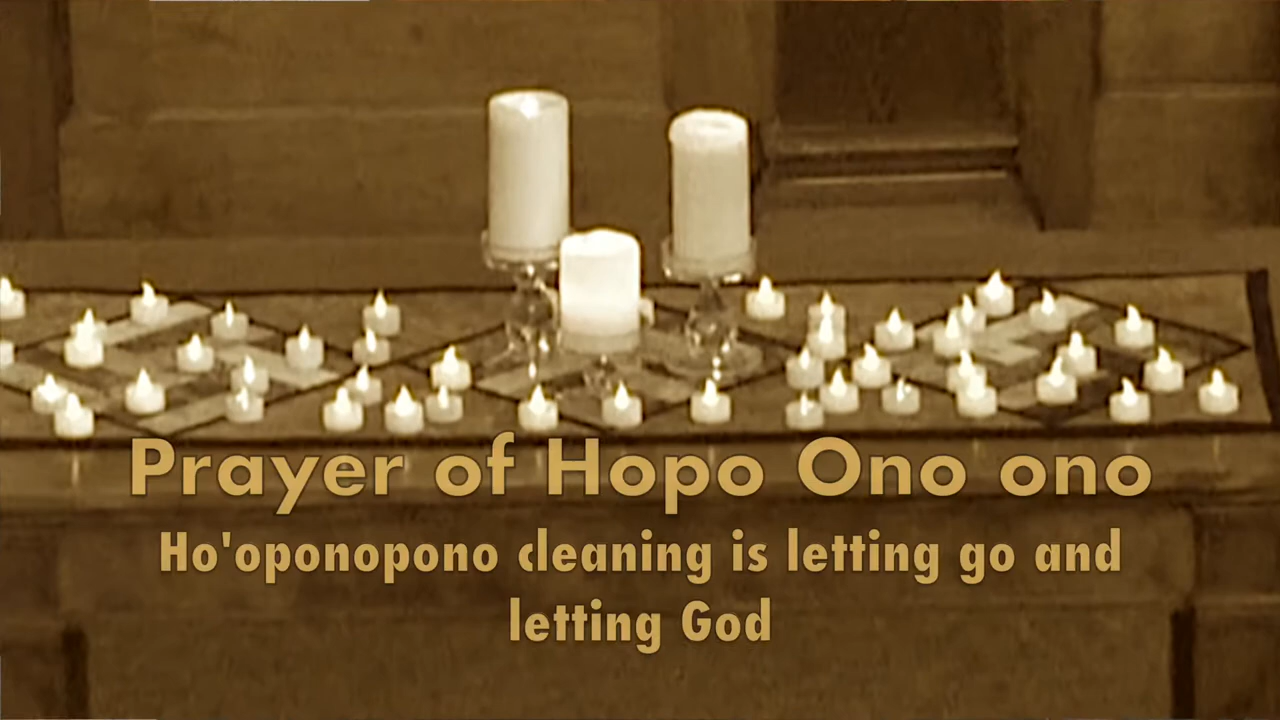 Prayer of Hopo Ono ono
Ho'oponopono cleaning is letting go and
letting God